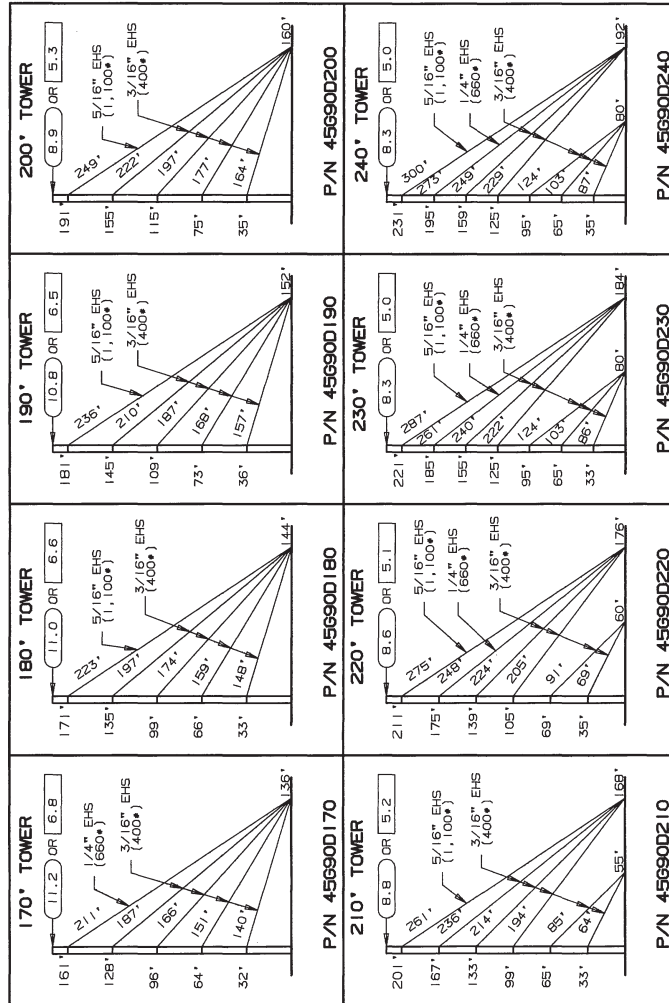 170' TOWER
11.2 OR 6.8
161'
128'
96'
64'
32'
211'
187'
166'
151'
140'
1/4" EHS
(660#)
3/16" EHS
(400#)
136'
P/N 45G90D170
180' TOWER
11.0 OR 6.6
171'
135'
99'
66'
33'
223'
197'
174'
159'
148'
5/16" EHS
(1,100#)
3/16" EHS
(400#)
144'
P/N 45G90D180
190' TOWER
10.8 OR 6.5
181'
145'
109'
73'
36'
236'
210'
187'
168'
157'
5/16" EHS
(1,100#)
3/16" EHS
(400#)
152'
P/N 45G90D190
200' TOWER
8.9 OR 5.3
191'
155'
115'
75'
35'
249'
222'
197'
177'
164'
5/16" EHS
(1,100#)
3/16" EHS
(400#)
160'
P/N 45G90D200
210' TOWER
8.8 OR 5.2
201'
167'
133'
99'
65'
33'
261'
236'
214'
194'
85'
64'
5/16" EHS
(1,100#)
3/16" EHS
(400#)
55'
168'
P/N 45G90D210
220' TOWER
8.6 OR 5.1
211'
175'
139'
105'
69'
35'
275'
248'
224'
205'
91'
69'
5/16" EHS
(1,100#)
1/4" EHS
(660#)
3/16" EHS
(400#)
60'
176'
P/N 45G90D220
230' TOWER
8.3 OR 5.0
221'
185'
155'
125'
95'
65'
33'
287'
261'
240'
222'
124'
103'
86'
5/16" EHS
(1,100#)
1/4" EHS
(660#)
3/16" EHS
(400#)
80'
184'
P/N 45G90D230
240' TOWER
8.3 OR 5.0
231'
195'
159'
125'
95'
65'
35'
300'
273'
249'
229'
124'
103'
87'
5/16" EHS
(1,100#)
1/4" EHS
(660#)
3/16" EHS
(400#)
80'
192'
P/N 45G90D240